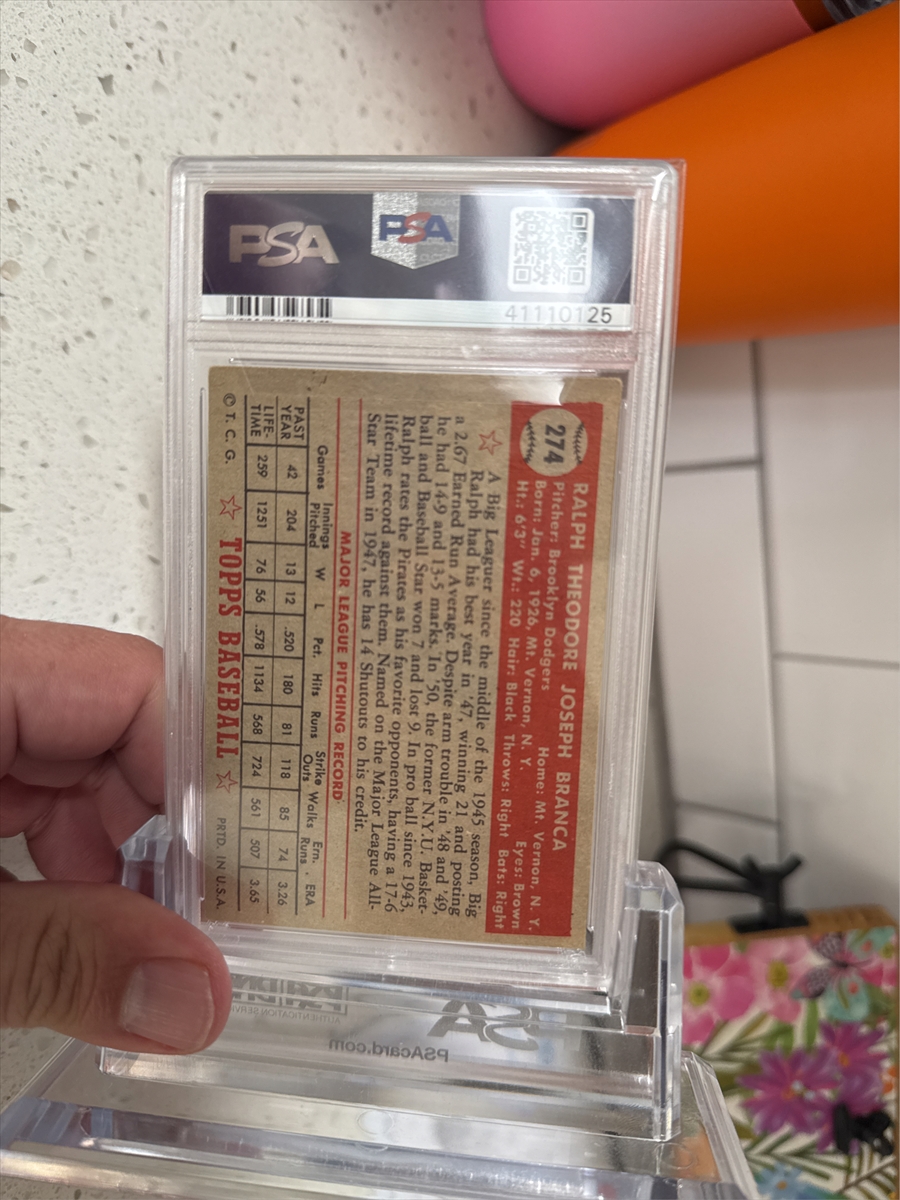 PSA
PSA
41110125
274
RALPH THEODORE JOSEPH BRANCA
Pitcher: Brooklyn Dodgers Home: Mt. Vernon, N. Y.
Born: Jan. 6, 1926, Mt. Vernon, N. Y. Eyes: Brown
Ht.: 6'3" Wt.: 220 Hair: Black Throws: Right Bats: Right
A Big Leaguer since the middle of the 1945 season, Big
Ralph had his best year in '47, winning 21 and posting
a 2.67 Earned Run Average. Despite arm trouble in '48 and '49,
he had 14-9 and 13-5 marks. In '50, the former N.Y.U. Basket-
ball and Baseball Star won 7 and lost 9. In pro ball since 1943,
Ralph rates the Pirates as his favorite opponents, having a 17-6
lifetime record against them. Named on the Major League All-
Star Team in 1947, he has 14 Shutouts to his credit.
MAJOR LEAGUE PITCHING RECORD
Games Innings Pitched W L Pct. Hits Runs Strike Outs Walks Ern. Runs ERA
PAST YEAR 42 204 13 12 .520 180 81 118 85 74 3.26
LIFE-TIME 259 1251 76 56 .578 1134 568 724 561 507 3.65
© T. C. G. TOPPS BASEBALL PRTD. IN U.S.A.
PSA
AUTHENTICATION SERVI
PSAcard.com